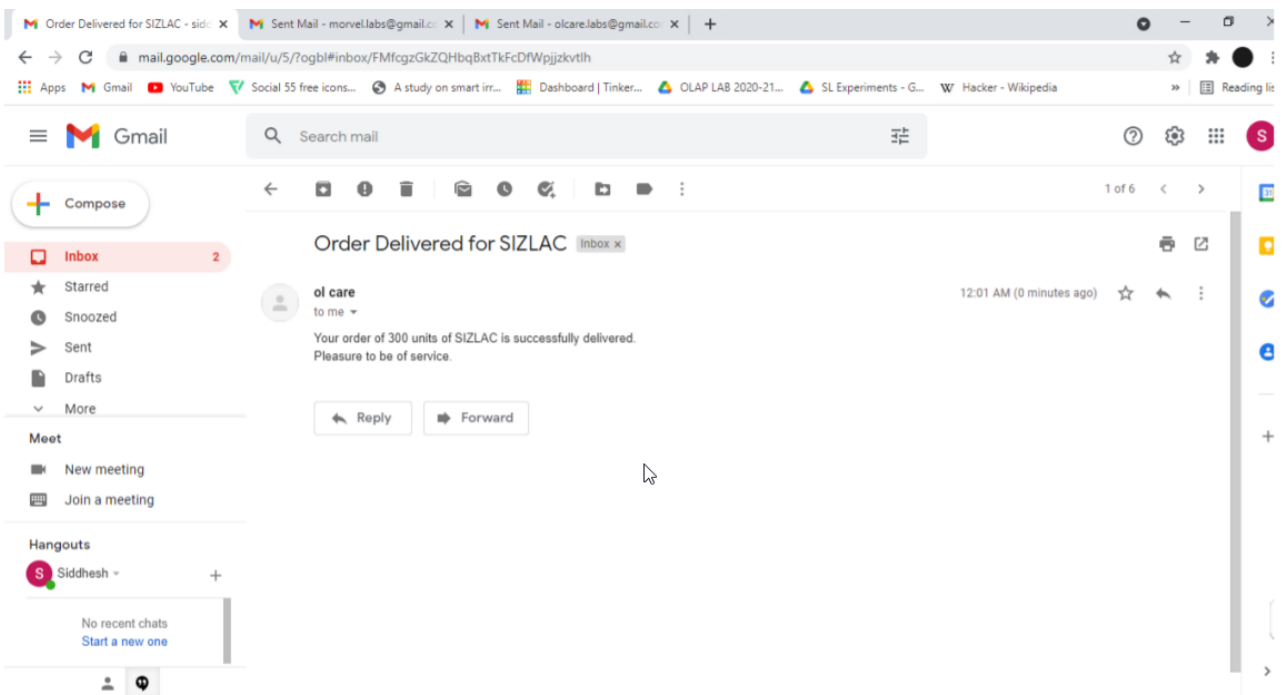 Order Delivered for SIZLAC - sid
Sent Mail - morvel.labs@gmail.c
Sent Mail - olcare.labs@gmail.co
mail.google.com/mail/u/5/?ogbl#inbox/FMfcgzGkZQHbqBxtTkFcDfWpjjzkvtlh
Apps Gmail YouTube Social 55 free icons... A study on smart irr... Dashboard | Tinker... OLAP LAB 2020-21... SL Experiments - G... W Hacker - Wikipedia » Reading lis
Gmail
Search mail
S
Compose
1 of 6
31
Order Delivered for SIZLAC Inbox x
Inbox 2
Starred
Snoozed
Sent
Drafts
More
ol care
12:01 AM (0 minutes ago)
to me
Your order of 300 units of SIZLAC is successfully delivered.
Pleasure to be of service.
Reply
Forward
Meet
New meeting
Join a meeting
Hangouts
S Siddhesh
No recent chats
Start a new one